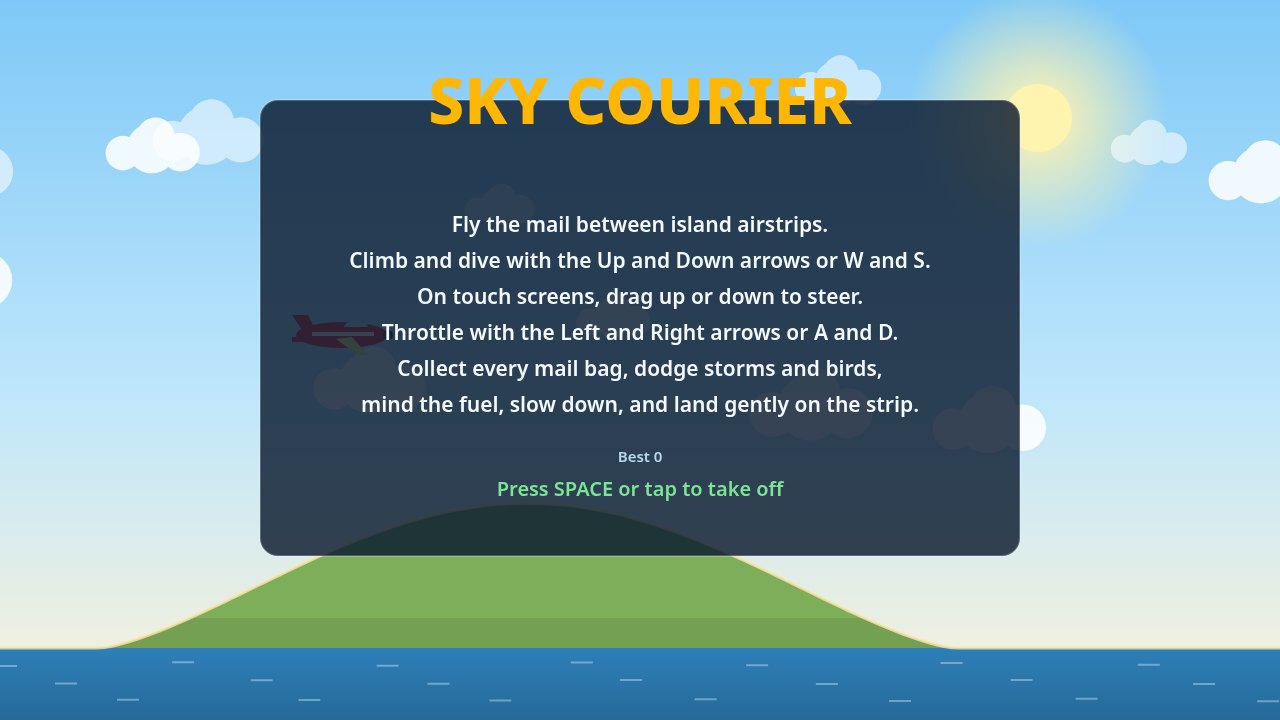 SKY COURIER
Fly the mail between island airstrips.
Climb and dive with the Up and Down arrows or W and S.
On touch screens, drag up or down to steer.
Throttle with the Left and Right arrows or A and D.
Collect every mail bag, dodge storms and birds,
mind the fuel, slow down, and land gently on the strip.
Best 0
Press SPACE or tap to take off